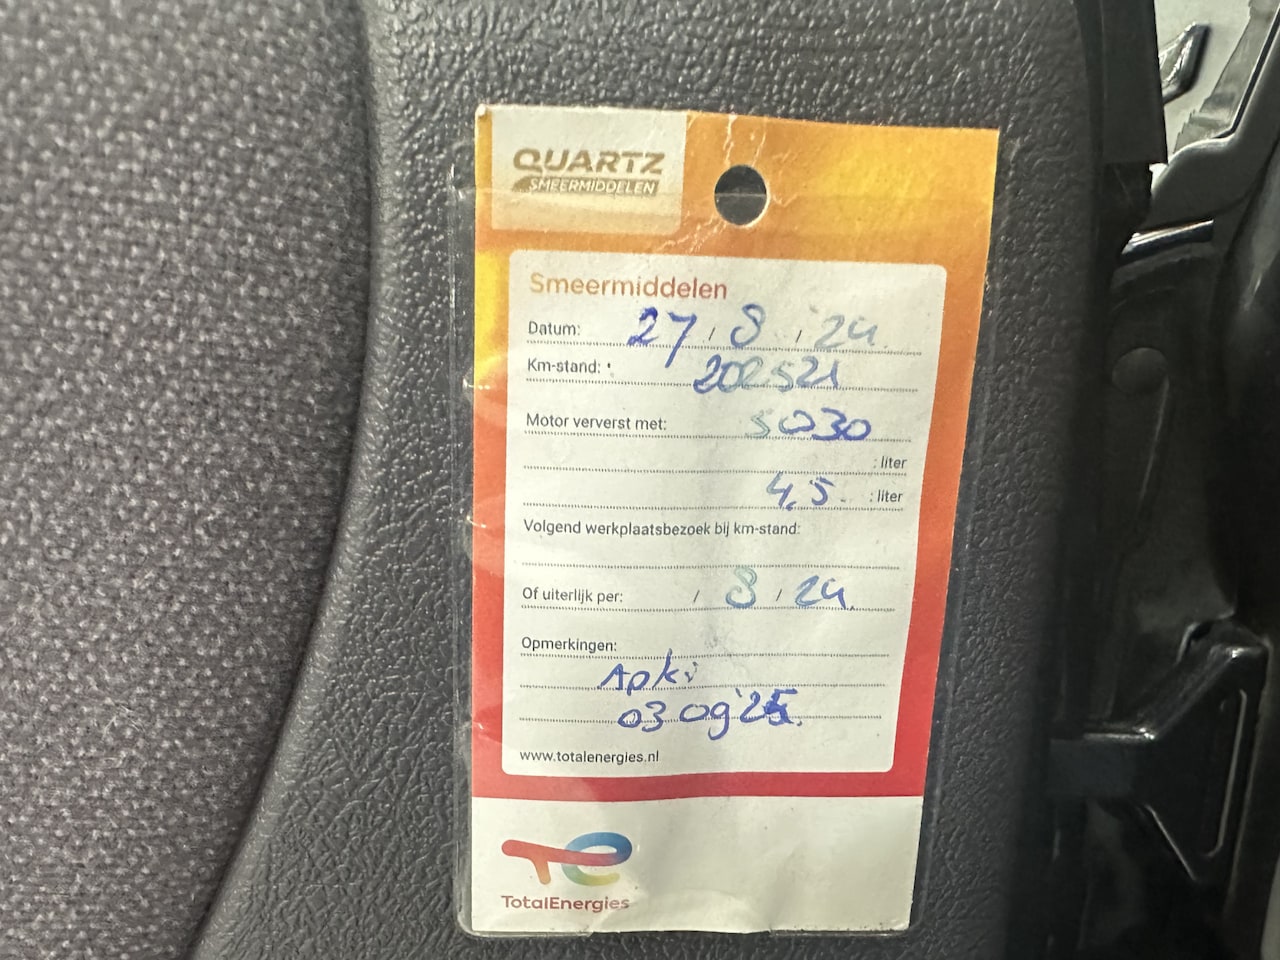 QUARTZ
SMEERMIDDELEN
Smeermiddelen
Datum: 27 / 8 / '24.
Km-stand: 202521
Motor ververst met: 5030
: liter
4,5 : liter
Volgend werkplaatsbezoek bij km-stand:
Of uiterlijk per: / 8 / 24.
Opmerkingen:
Apk:
03 09 '25.
www.totalenergies.nl
TotalEnergies